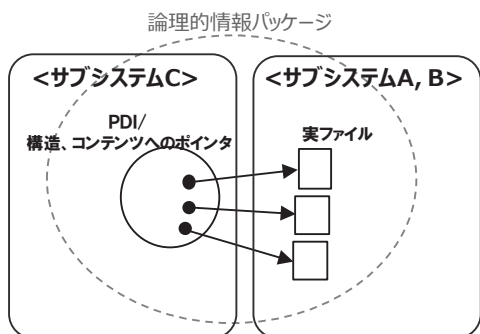 論理的情報パッケージ
<サブシステムC>
<サブシステムA, B>
PDI/
構造、コンテンツへのポインタ
実ファイル